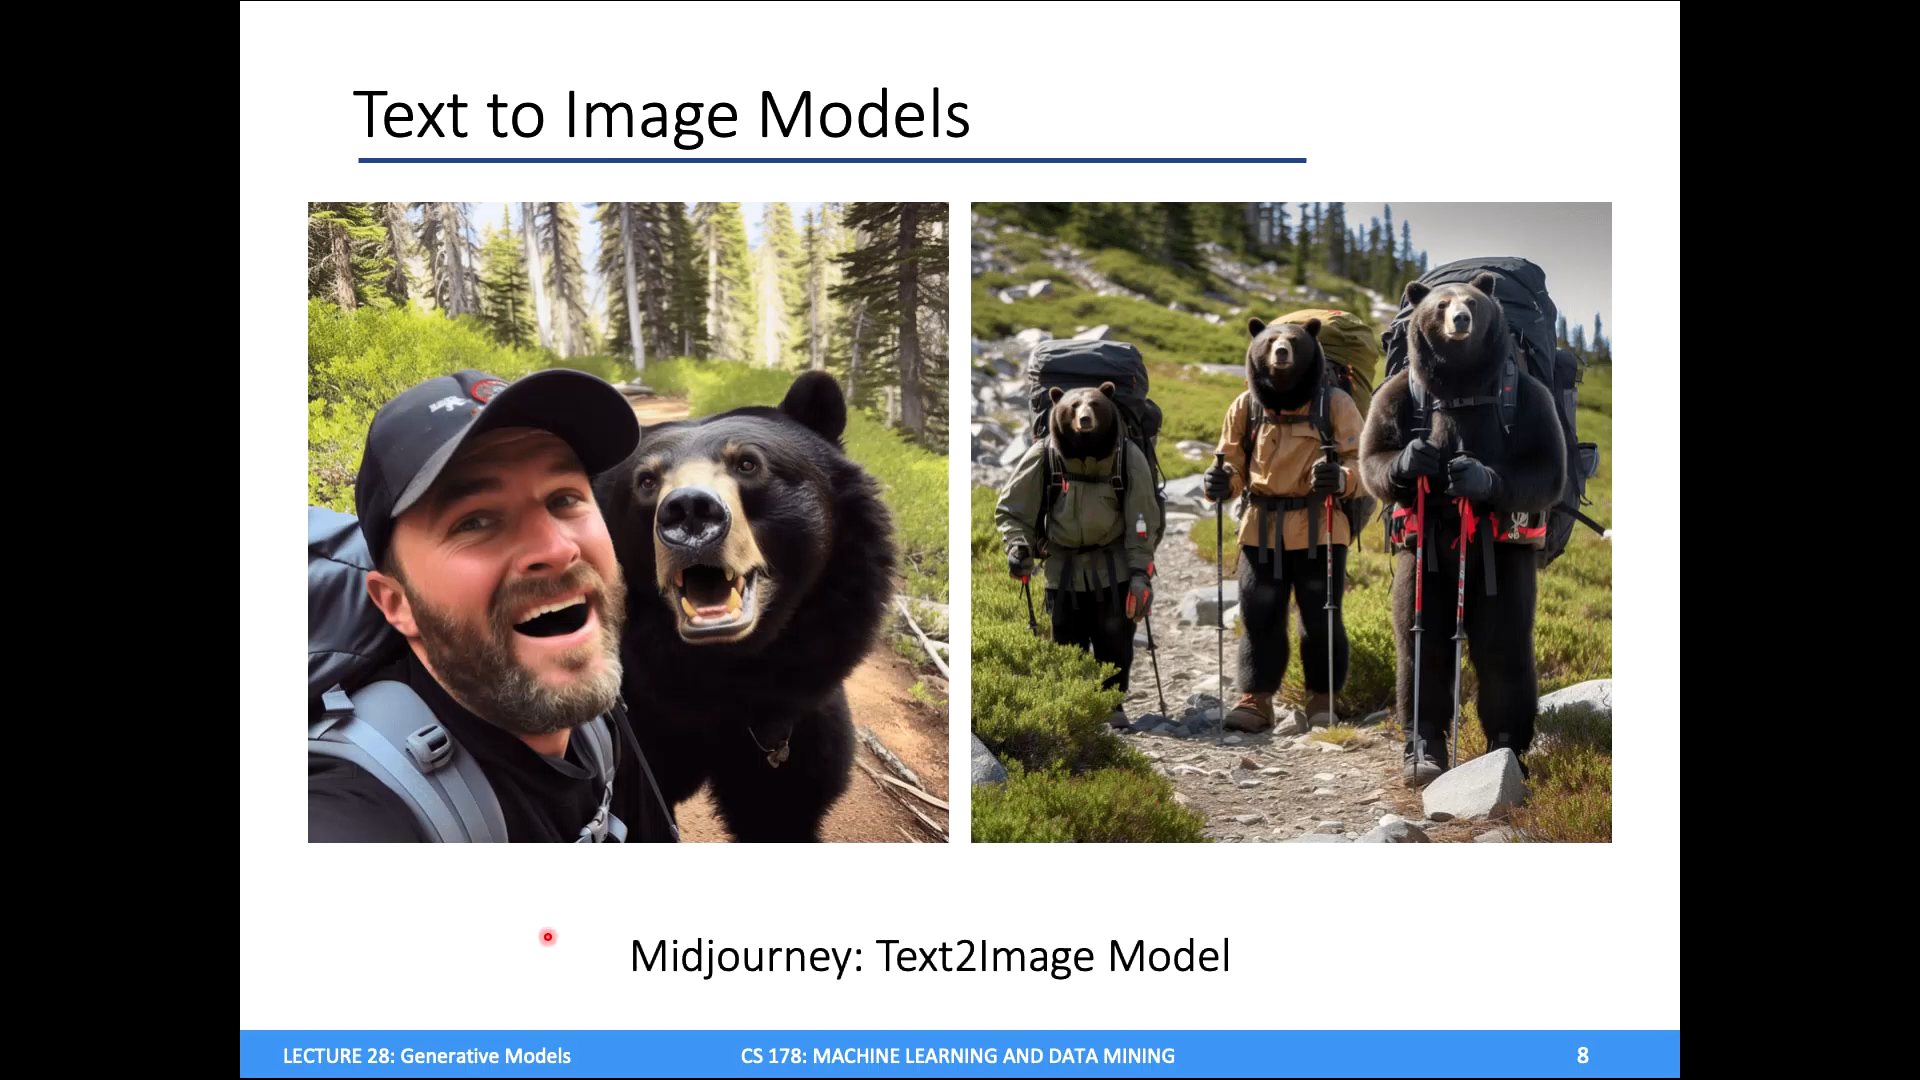 Text to Image Models
Midjourney: Text2Image Model
LECTURE 28: Generative Models
CS 178: MACHINE LEARNING AND DATA MINING
8